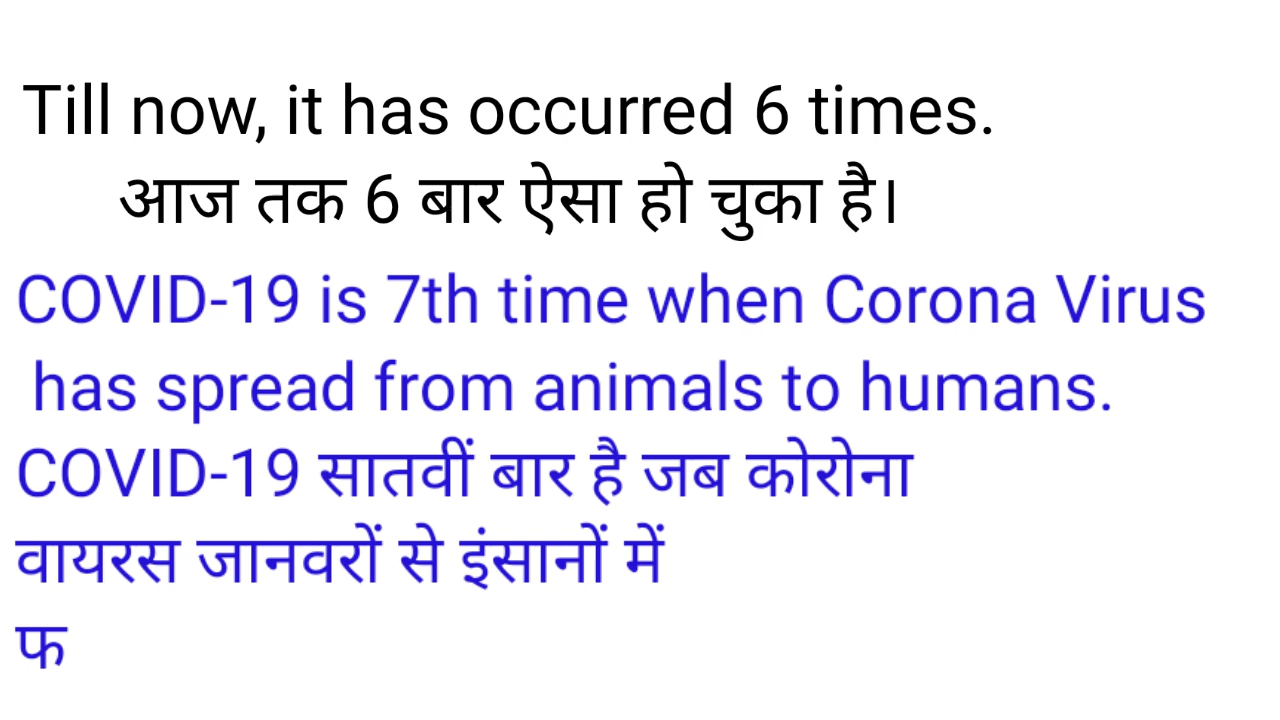 Till now, it has occurred 6 times.
आज तक 6 बार ऐसा हो चुका है।
COVID-19 is 7th time when Corona Virus
has spread from animals to humans.
COVID-19 सातवीं बार है जब कोरोना
वायरस जानवरों से इंसानों में
फ